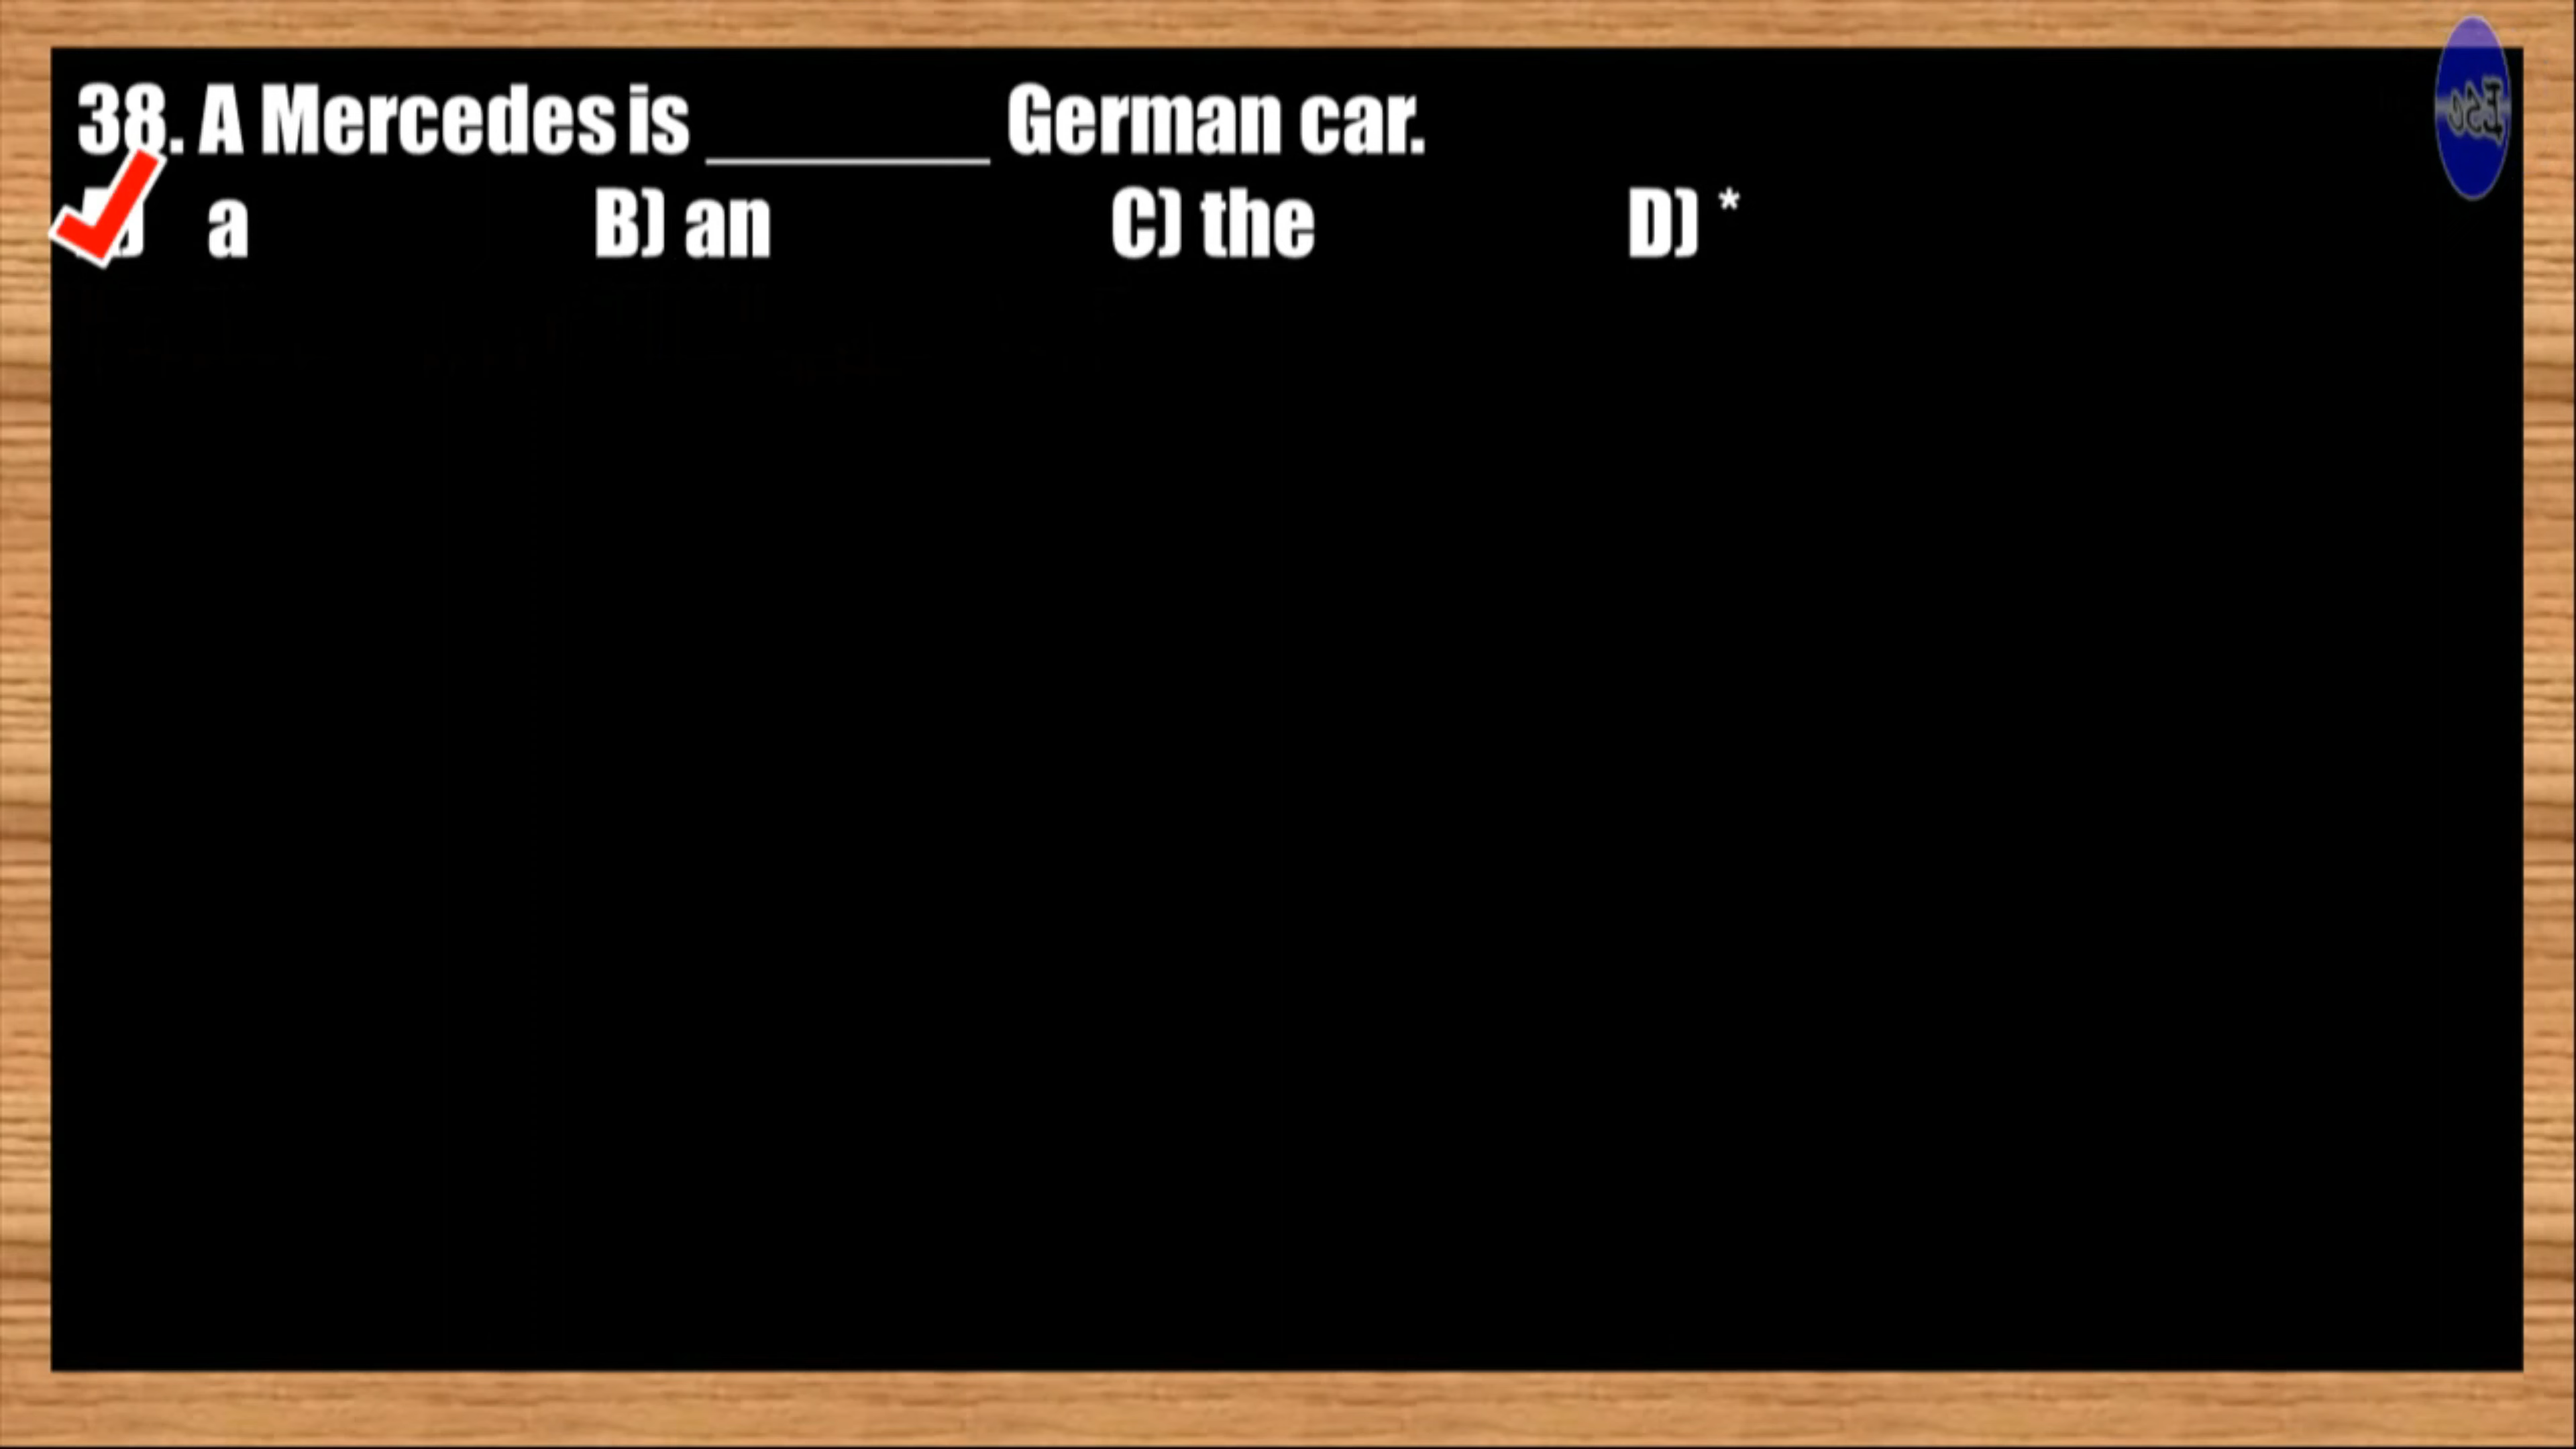 38. A Mercedes is ________ German car.
a B) an C) the D) *